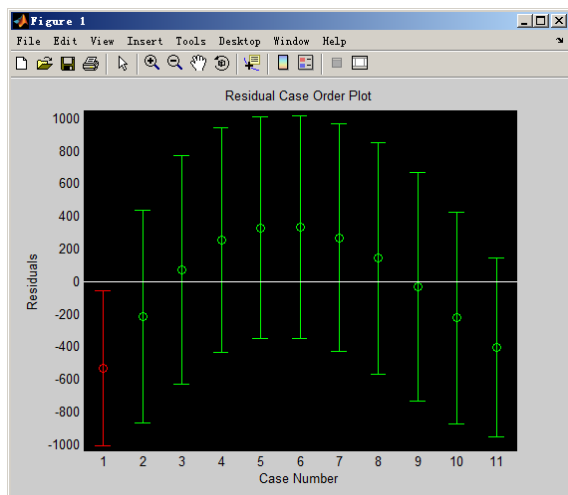 Figure 1
File Edit View Insert Tools Desktop Window Help
Residual Case Order Plot
1000
800
600
400
200
0
-200
-400
-600
-800
-1000
Residuals
1 2 3 4 5 6 7 8 9 10 11
Case Number